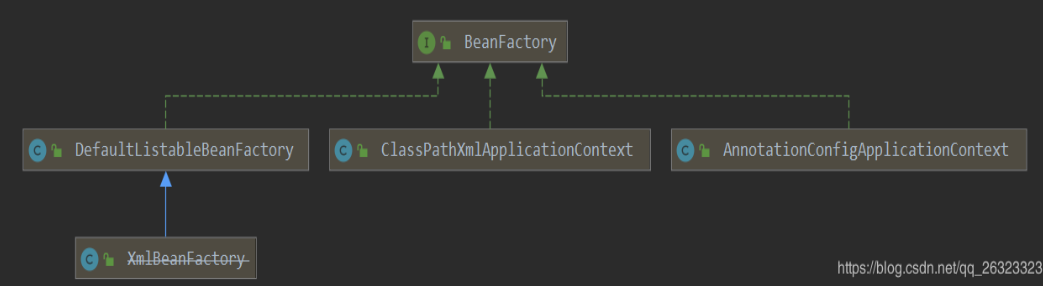 I BeanFactory
C DefaultListableBeanFactory
C ClassPathXmlApplicationContext
C AnnotationConfigApplicationContext
C XmlBeanFactory
https://blog.csdn.net/qq_26323323